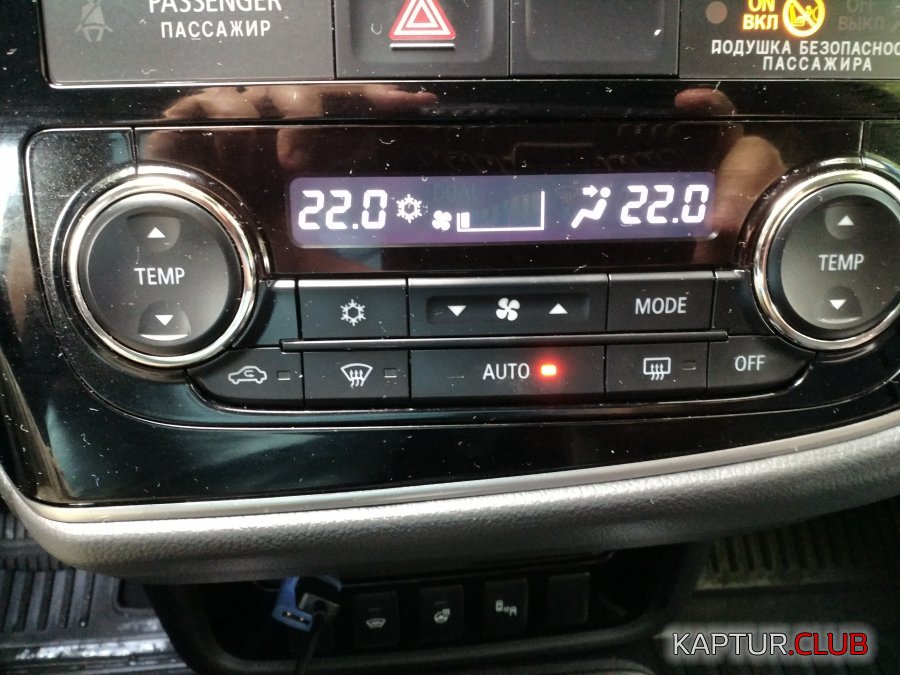 PASSENGER
ПАССАЖИР
ON OFF
ВКЛ ВЫКЛ
ПОДУШКА БЕЗОПАСНОС
ПАССАЖИРА
22.0 22.0
TEMP
TEMP
MODE
AUTO
OFF
KAPTUR.CLUB